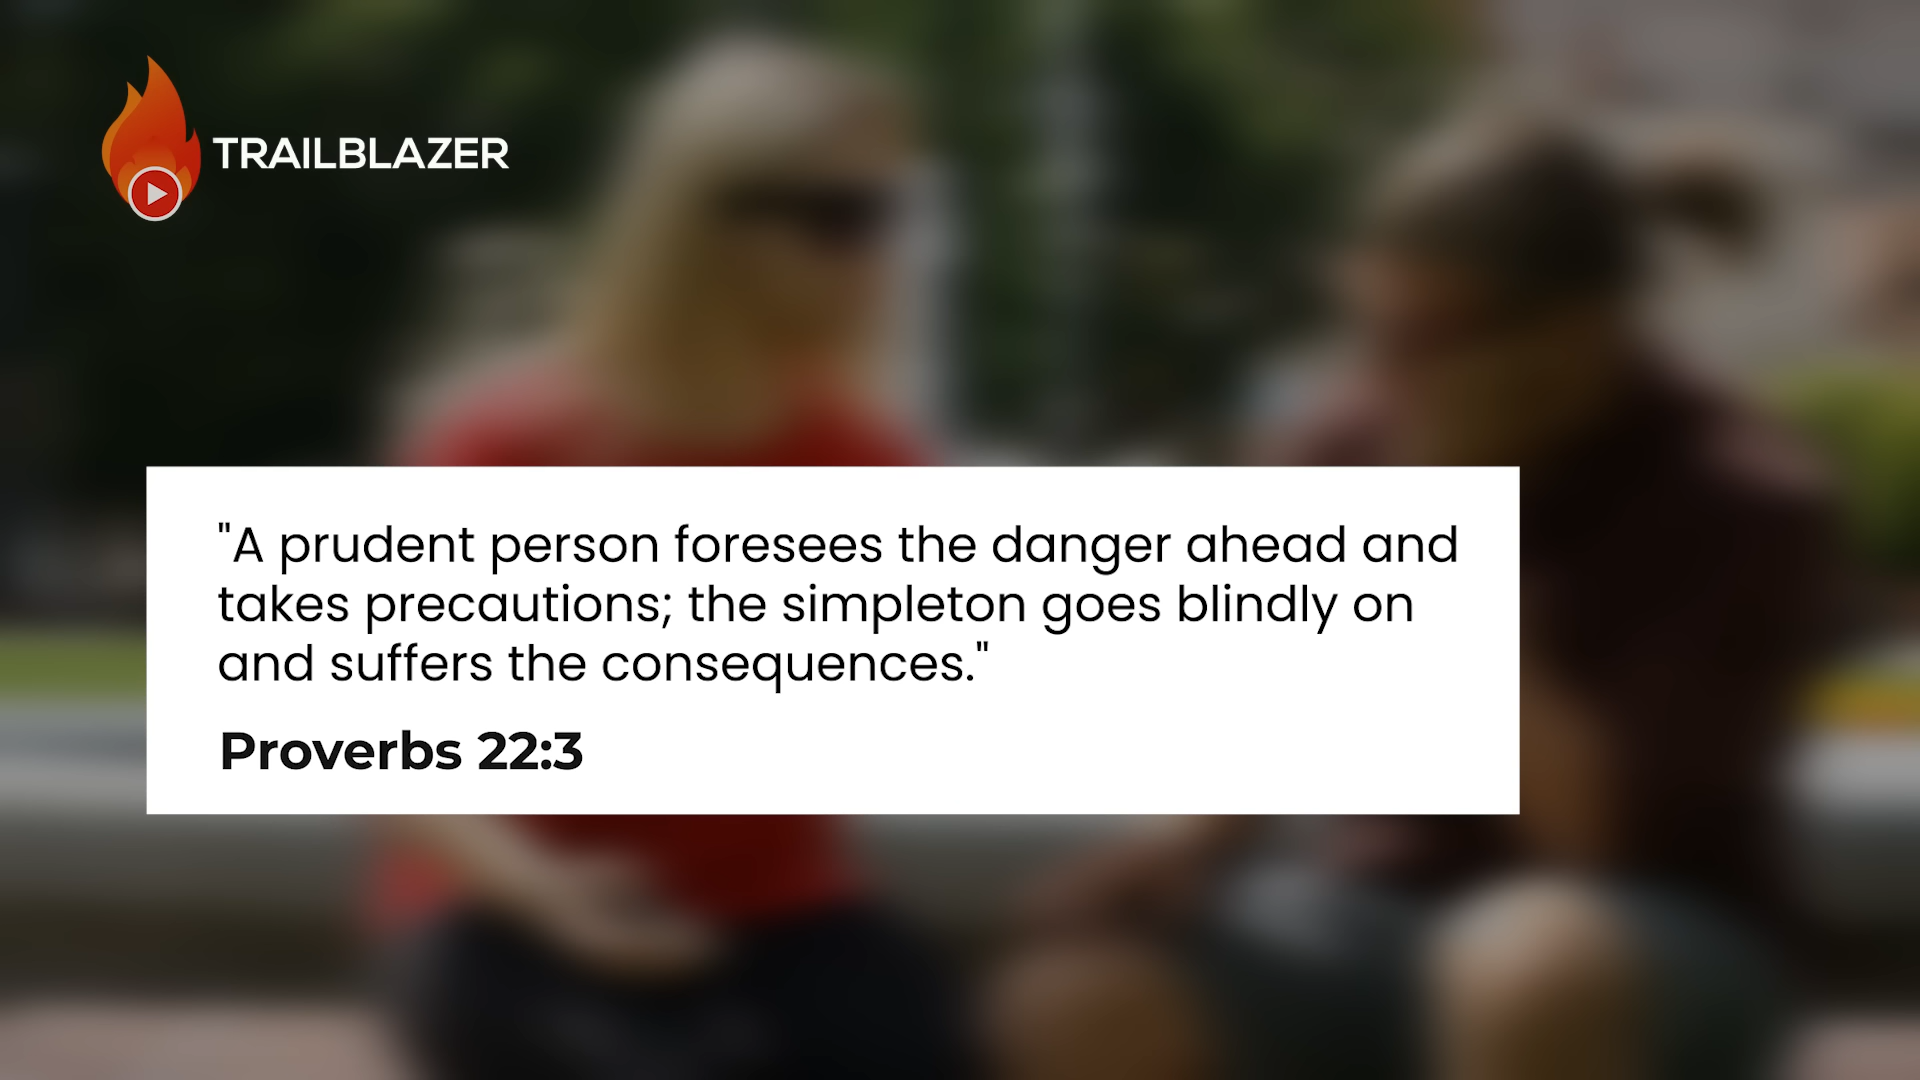 TRAILBLAZER
"A prudent person foresees the danger ahead and
takes precautions; the simpleton goes blindly on
and suffers the consequences."
Proverbs 22:3